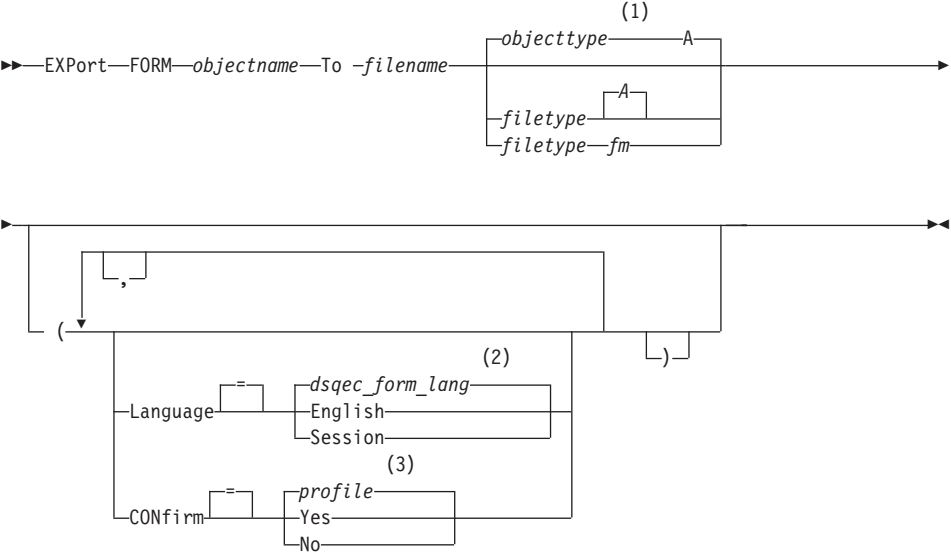 (1)
objecttype A
EXPort FORM objectname To filename
A
filetype
filetype fm
,
(
)
(2)
= dsqec_form_lang
Language English
Session
(3)
= profile
CONfirm Yes
No